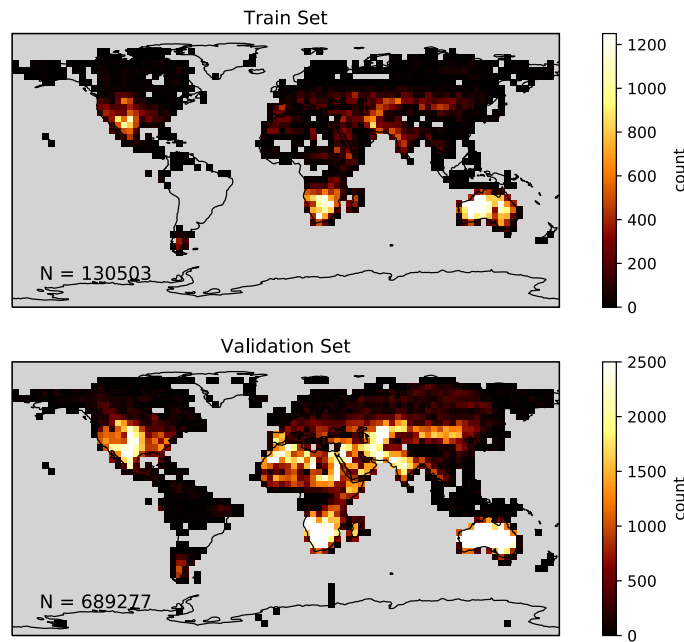 Train Set
1200
1000
800
600
400
200
0
count
N = 130503
Validation Set
2500
2000
1500
1000
500
0
count
N = 689277